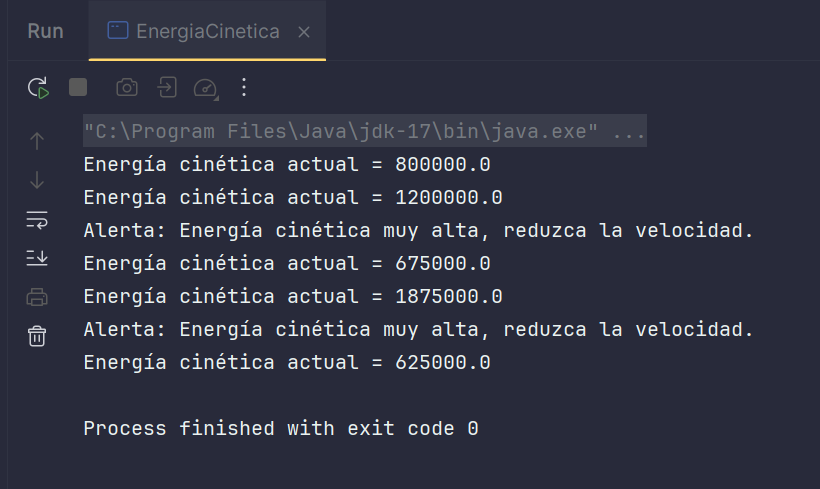 Run EnergiaCinetica
"C:\Program Files\Java\jdk-17\bin\java.exe" ...
Energía cinética actual = 800000.0
Energía cinética actual = 1200000.0
Alerta: Energía cinética muy alta, reduzca la velocidad.
Energía cinética actual = 675000.0
Energía cinética actual = 1875000.0
Alerta: Energía cinética muy alta, reduzca la velocidad.
Energía cinética actual = 625000.0
Process finished with exit code 0